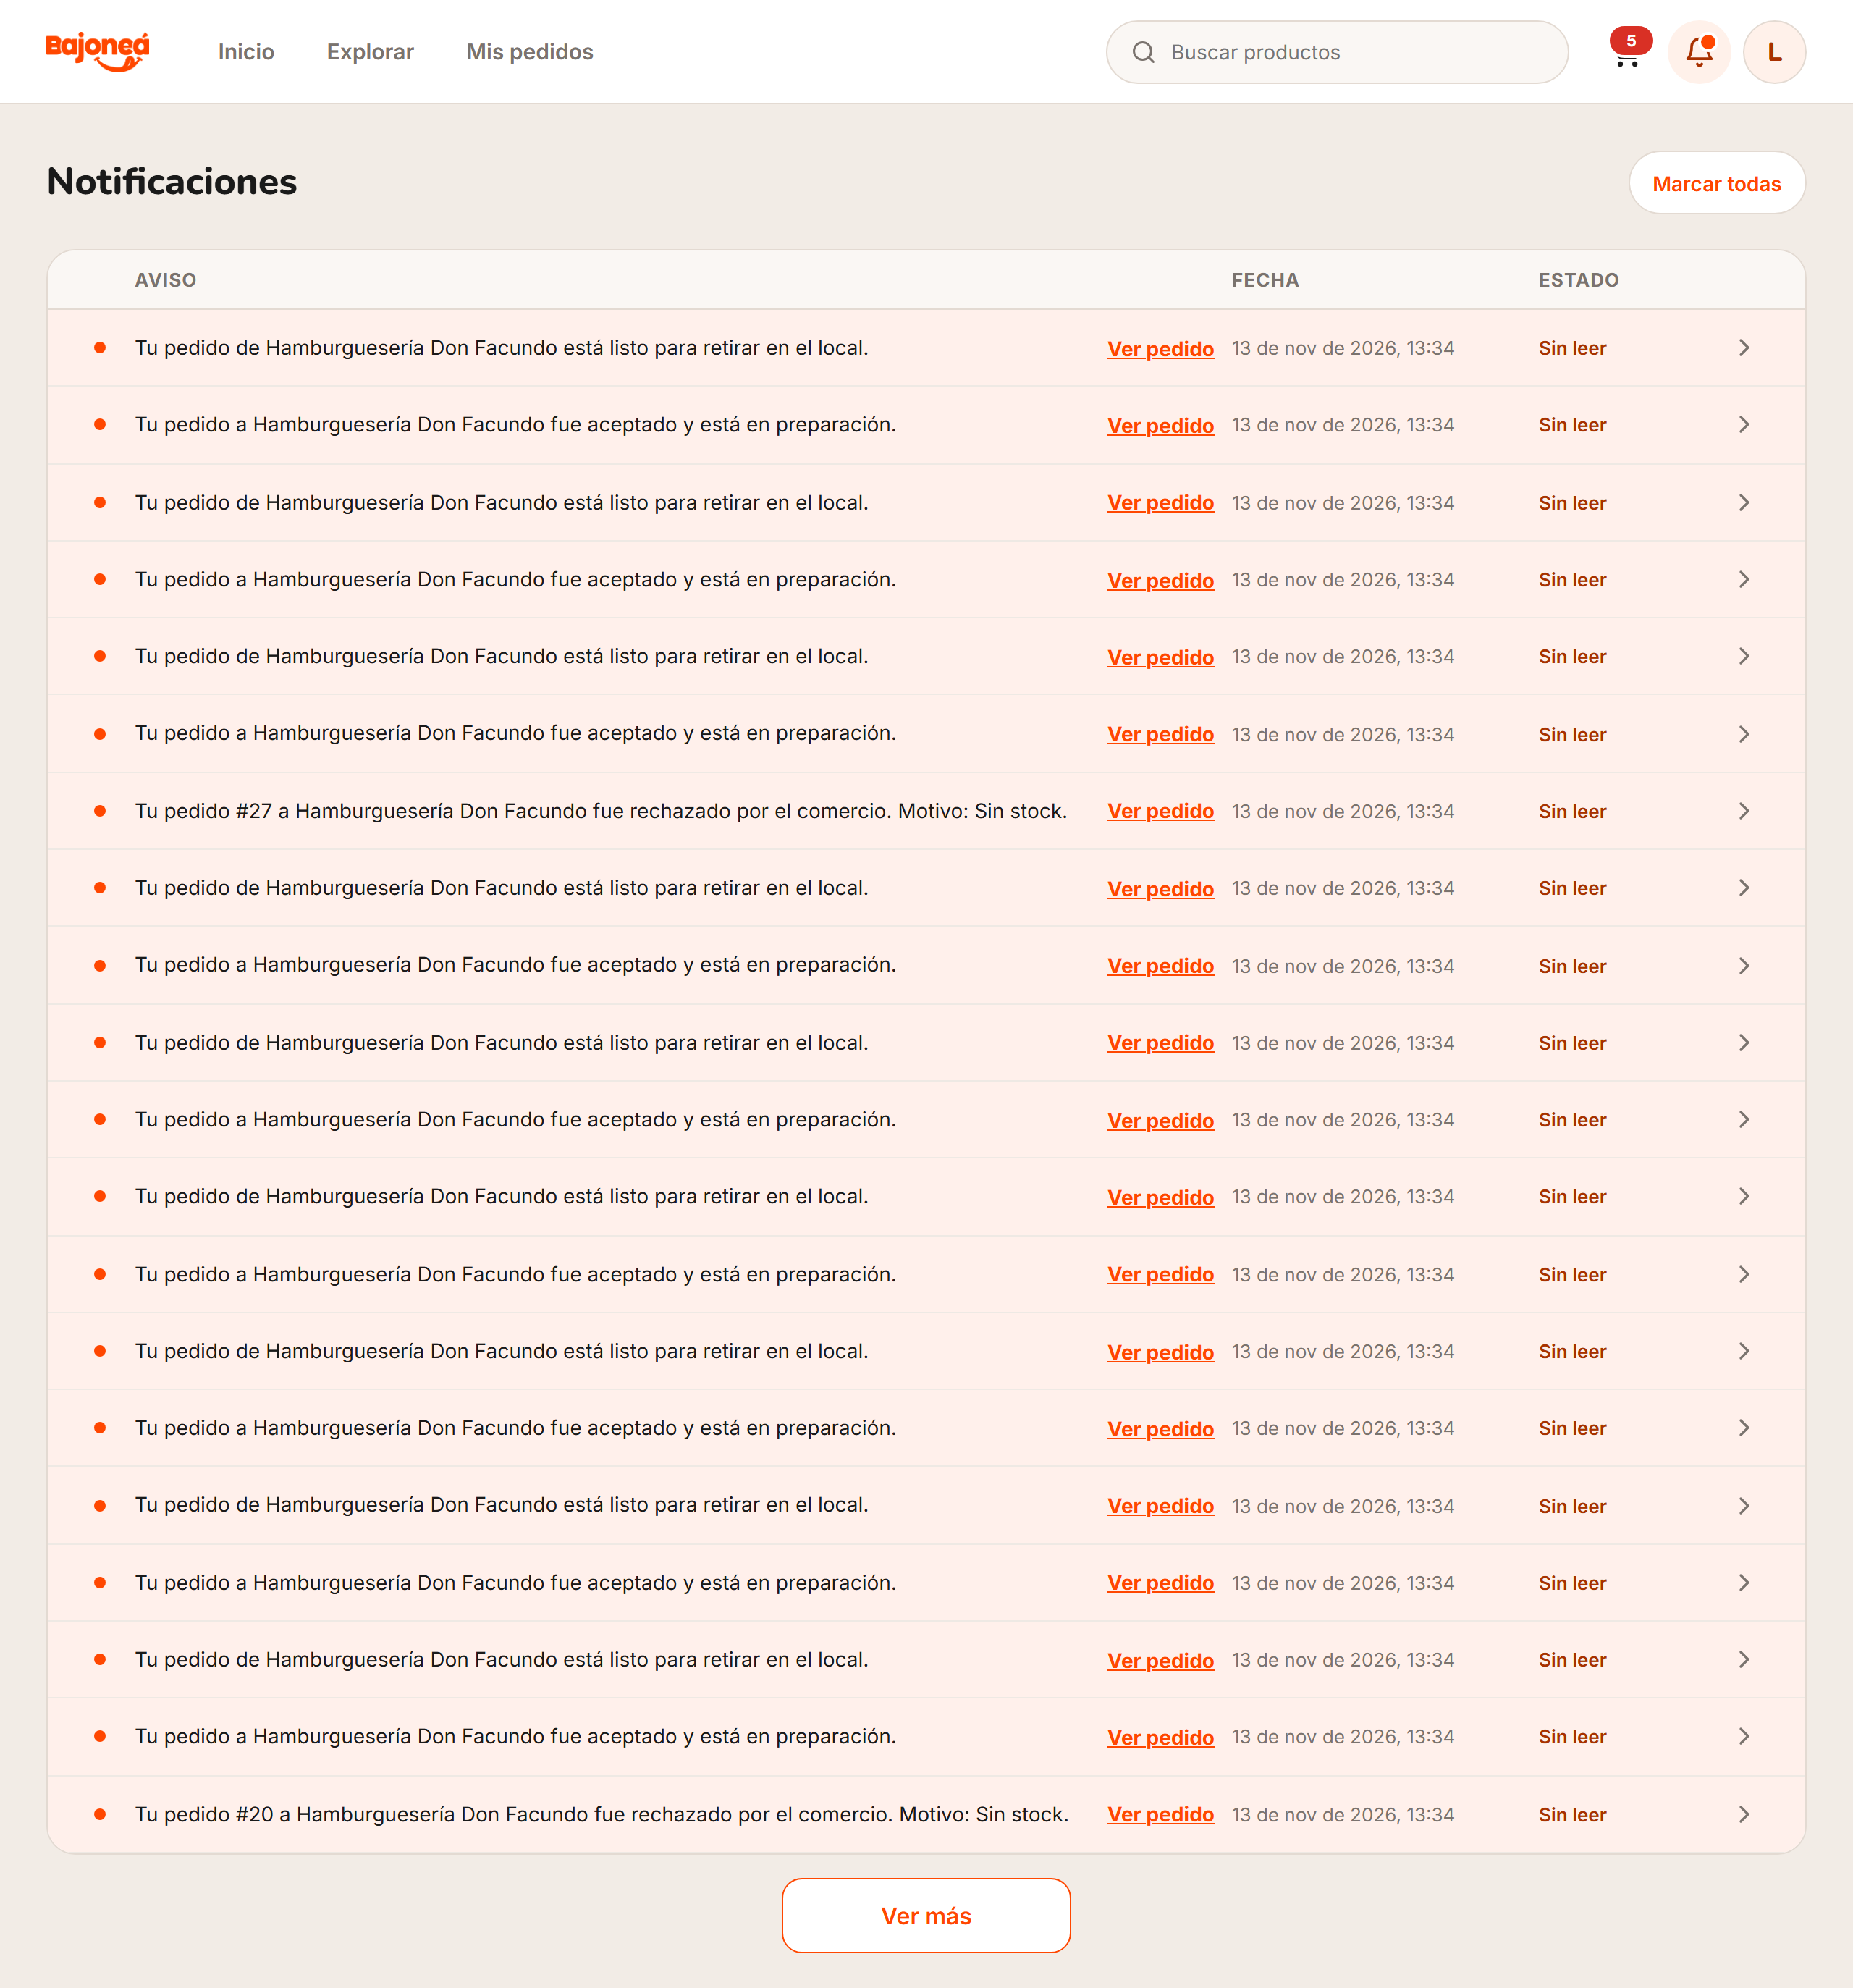 Bajoneá
Inicio Explorar Mis pedidos Buscar productos 5 L
Notificaciones Marcar todas
AVISO FECHA ESTADO
Tu pedido de Hamburguesería Don Facundo está listo para retirar en el local. Ver pedido 13 de nov de 2026, 13:34 Sin leer
Tu pedido a Hamburguesería Don Facundo fue aceptado y está en preparación. Ver pedido 13 de nov de 2026, 13:34 Sin leer
Tu pedido de Hamburguesería Don Facundo está listo para retirar en el local. Ver pedido 13 de nov de 2026, 13:34 Sin leer
Tu pedido a Hamburguesería Don Facundo fue aceptado y está en preparación. Ver pedido 13 de nov de 2026, 13:34 Sin leer
Tu pedido de Hamburguesería Don Facundo está listo para retirar en el local. Ver pedido 13 de nov de 2026, 13:34 Sin leer
Tu pedido a Hamburguesería Don Facundo fue aceptado y está en preparación. Ver pedido 13 de nov de 2026, 13:34 Sin leer
Tu pedido #27 a Hamburguesería Don Facundo fue rechazado por el comercio. Motivo: Sin stock. Ver pedido 13 de nov de 2026, 13:34 Sin leer
Tu pedido de Hamburguesería Don Facundo está listo para retirar en el local. Ver pedido 13 de nov de 2026, 13:34 Sin leer
Tu pedido a Hamburguesería Don Facundo fue aceptado y está en preparación. Ver pedido 13 de nov de 2026, 13:34 Sin leer
Tu pedido de Hamburguesería Don Facundo está listo para retirar en el local. Ver pedido 13 de nov de 2026, 13:34 Sin leer
Tu pedido a Hamburguesería Don Facundo fue aceptado y está en preparación. Ver pedido 13 de nov de 2026, 13:34 Sin leer
Tu pedido de Hamburguesería Don Facundo está listo para retirar en el local. Ver pedido 13 de nov de 2026, 13:34 Sin leer
Tu pedido a Hamburguesería Don Facundo fue aceptado y está en preparación. Ver pedido 13 de nov de 2026, 13:34 Sin leer
Tu pedido de Hamburguesería Don Facundo está listo para retirar en el local. Ver pedido 13 de nov de 2026, 13:34 Sin leer
Tu pedido a Hamburguesería Don Facundo fue aceptado y está en preparación. Ver pedido 13 de nov de 2026, 13:34 Sin leer
Tu pedido de Hamburguesería Don Facundo está listo para retirar en el local. Ver pedido 13 de nov de 2026, 13:34 Sin leer
Tu pedido a Hamburguesería Don Facundo fue aceptado y está en preparación. Ver pedido 13 de nov de 2026, 13:34 Sin leer
Tu pedido de Hamburguesería Don Facundo está listo para retirar en el local. Ver pedido 13 de nov de 2026, 13:34 Sin leer
Tu pedido a Hamburguesería Don Facundo fue aceptado y está en preparación. Ver pedido 13 de nov de 2026, 13:34 Sin leer
Tu pedido #20 a Hamburguesería Don Facundo fue rechazado por el comercio. Motivo: Sin stock. Ver pedido 13 de nov de 2026, 13:34 Sin leer
Ver más